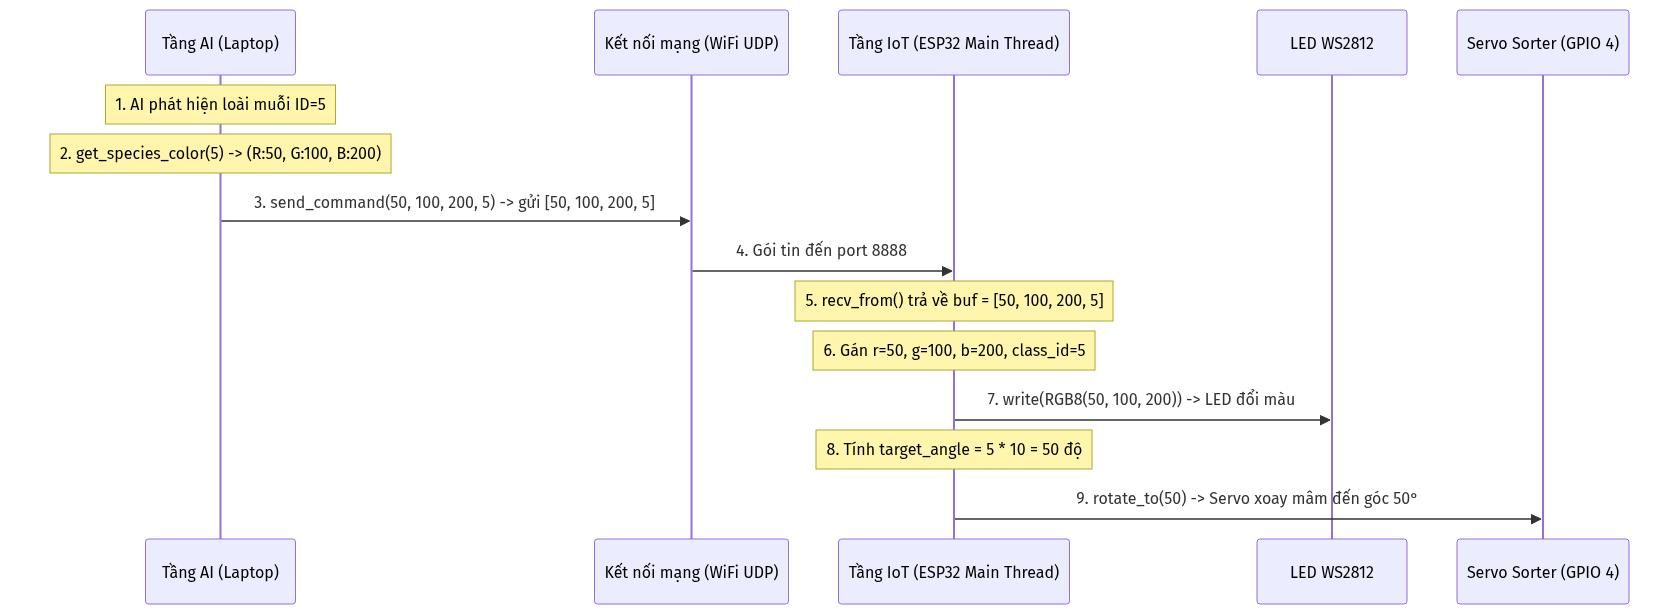 Tầng AI (Laptop)
Kết nối mạng (WiFi UDP)
Tầng IoT (ESP32 Main Thread)
LED WS2812
Servo Sorter (GPIO 4)
1. AI phát hiện loài muỗi ID=5
2. get_species_color(5) -> (R:50, G:100, B:200)
3. send_command(50, 100, 200, 5) -> gửi [50, 100, 200, 5]
4. Gói tin đến port 8888
5. recv_from() trả về buf = [50, 100, 200, 5]
6. Gán r=50, g=100, b=200, class_id=5
7. write(RGB8(50, 100, 200)) -> LED đổi màu
8. Tính target_angle = 5 * 10 = 50 độ
9. rotate_to(50) -> Servo xoay mâm đến góc 50°
Tầng AI (Laptop)
Kết nối mạng (WiFi UDP)
Tầng IoT (ESP32 Main Thread)
LED WS2812
Servo Sorter (GPIO 4)